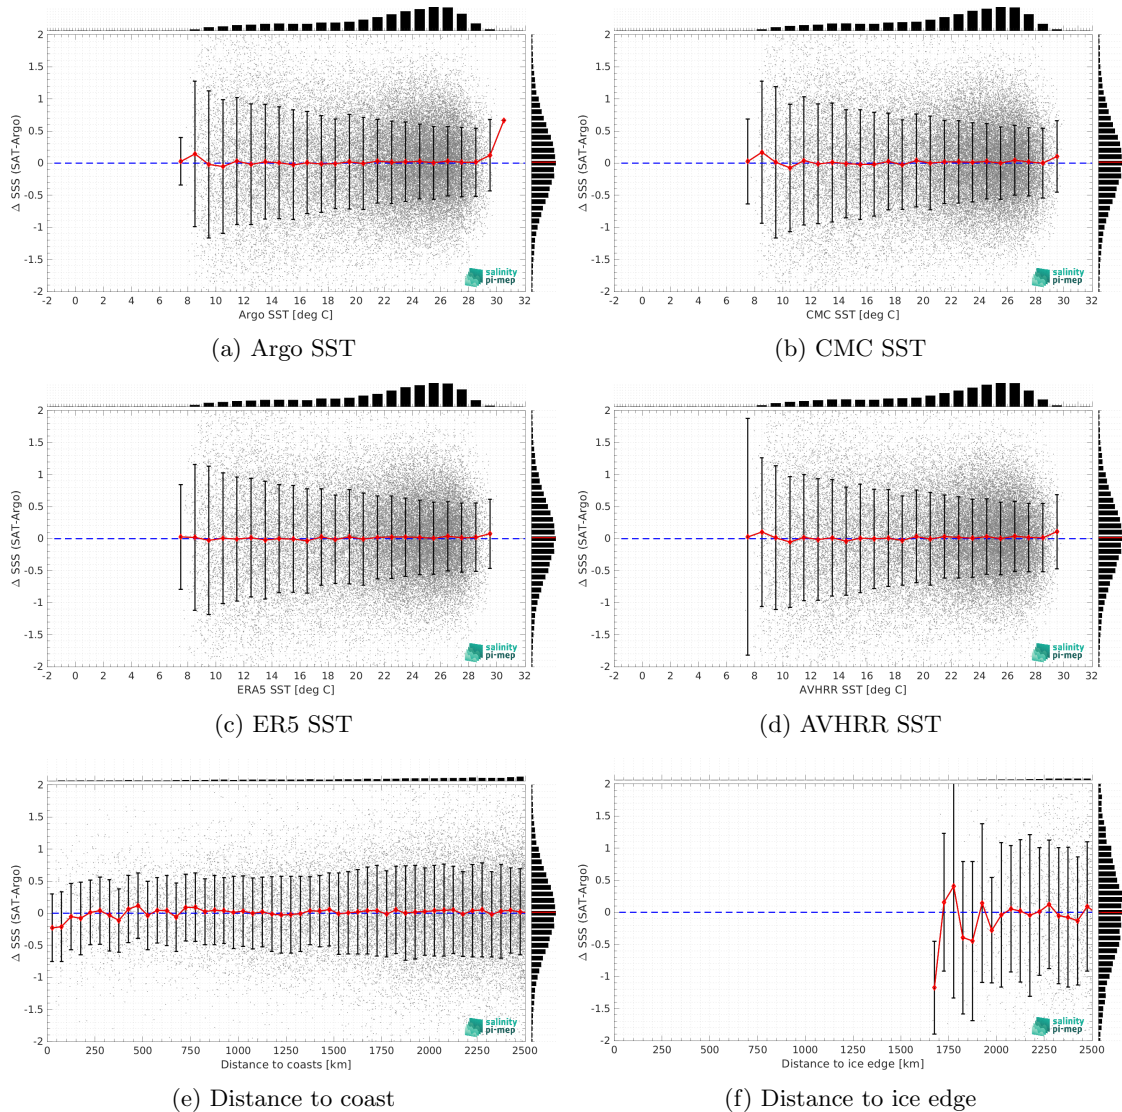 2
1.5
1
0.5
0
-0.5
-1
-1.5
-2
Δ SSS (SAT-Argo)
salinity
pi-mep
-2 0 2 4 6 8 10 12 14 16 18 20 22 24 26 28 30 32
Argo SST [deg C]
(a) Argo SST
2
1.5
1
0.5
0
-0.5
-1
-1.5
-2
Δ SSS (SAT-Argo)
salinity
pi-mep
-2 0 2 4 6 8 10 12 14 16 18 20 22 24 26 28 30 32
CMC SST [deg C]
(b) CMC SST
2
1.5
1
0.5
0
-0.5
-1
-1.5
-2
Δ SSS (SAT-Argo)
salinity
pi-mep
-2 0 2 4 6 8 10 12 14 16 18 20 22 24 26 28 30 32
ERA5 SST [deg C]
(c) ER5 SST
2
1.5
1
0.5
0
-0.5
-1
-1.5
-2
Δ SSS (SAT-Argo)
salinity
pi-mep
-2 0 2 4 6 8 10 12 14 16 18 20 22 24 26 28 30 32
AVHRR SST [deg C]
(d) AVHRR SST
2
1.5
1
0.5
0
-0.5
-1
-1.5
-2
Δ SSS (SAT-Argo)
salinity
pi-mep
0 250 500 750 1000 1250 1500 1750 2000 2250 2500
Distance to coasts [km]
(e) Distance to coast
2
1.5
1
0.5
0
-0.5
-1
-1.5
-2
Δ SSS (SAT-Argo)
salinity
pi-mep
0 250 500 750 1000 1250 1500 1750 2000 2250 2500
Distance to ice edge [km]
(f) Distance to ice edge